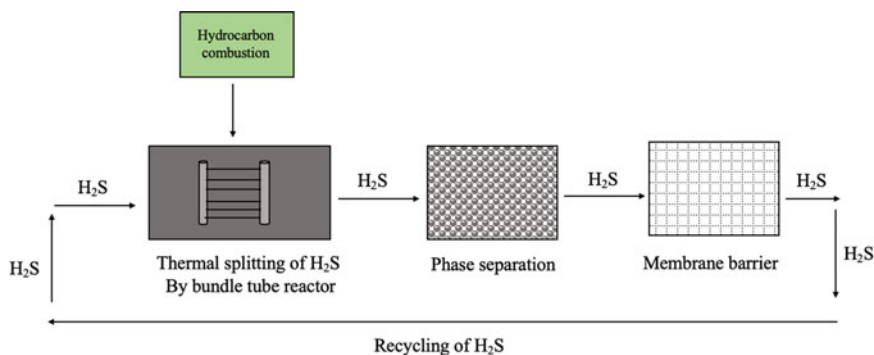 Hydrocarbon
combustion
H₂S
H₂S
H₂S
H₂S
H₂S
H₂S
Thermal splitting of H₂S
By bundle tube reactor
Phase separation
Membrane barrier
Recycling of H₂S